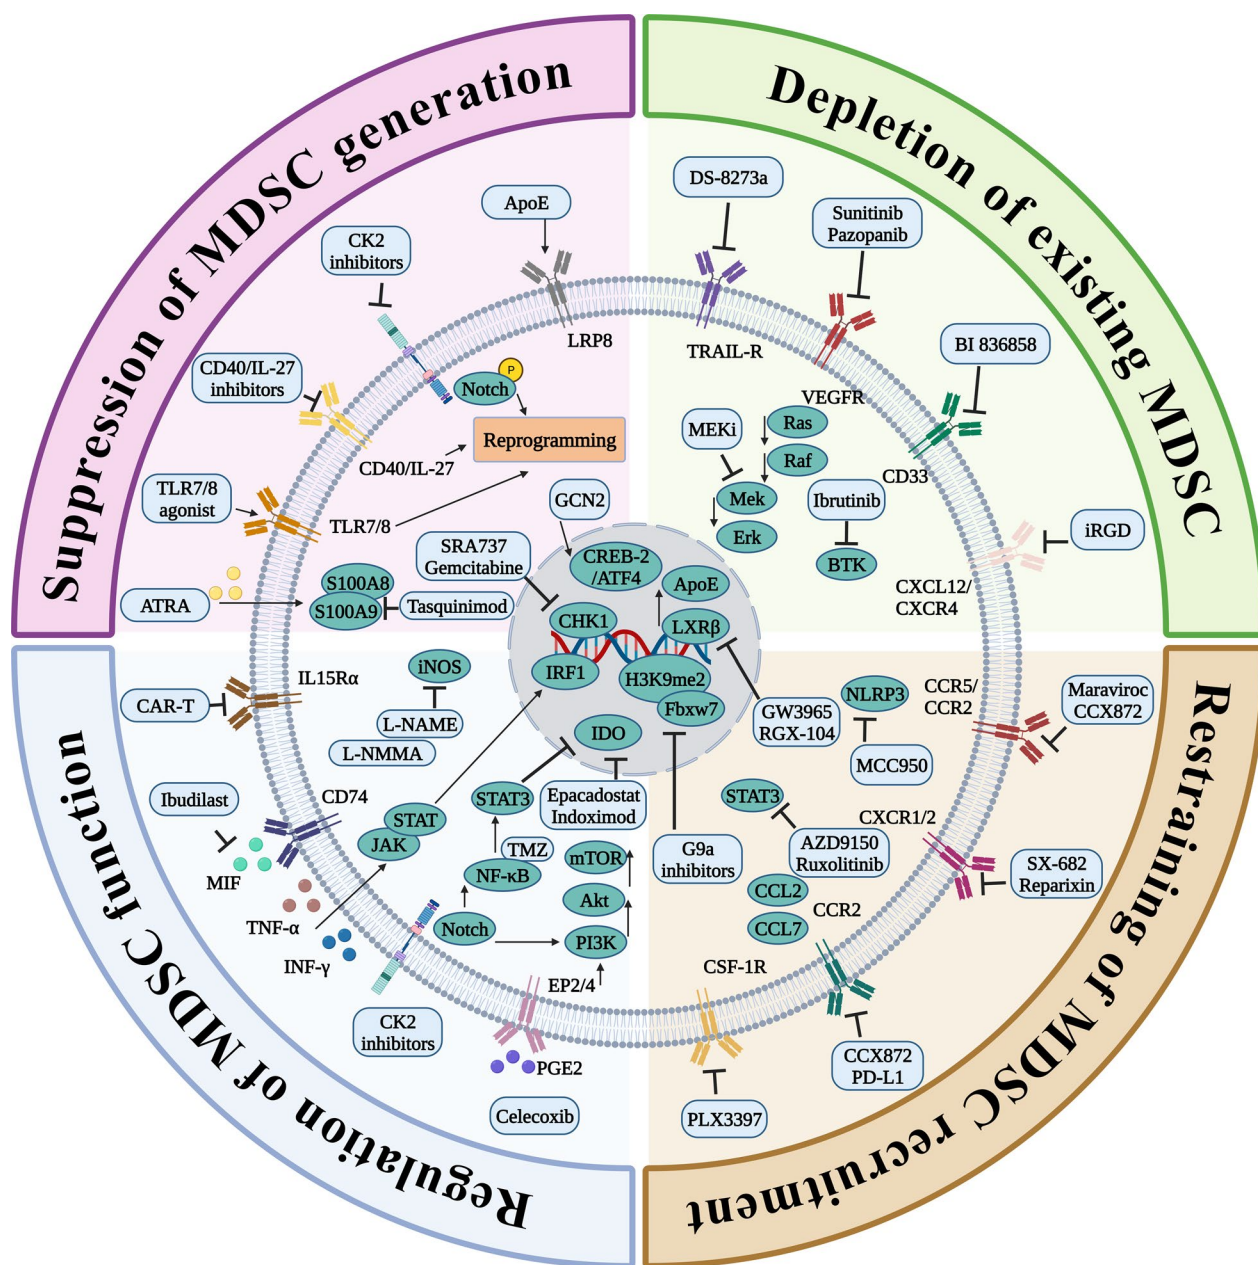 Suppression of MDSC generation
Depletion of existing MDSC
Regulation of MDSC function
Restraining of MDSC recruitment
ApoE
CK2
inhibitors
LRP8
CD40/IL-27
inhibitors
Notch
P
Reprogramming
CD40/IL-27
TLR7/8
agonist
TLR7/8
GCN2
SRA737
Gemcitabine
S100A8
S100A9
ATRA
Tasquinimod
DS-8273a
Sunitinib
Pazopanib
TRAIL-R
BI 836858
VEGFR
MEKi
Ras
Raf
Mek
Erk
CD33
Ibrutinib
BTK
iRGD
CXCL12/
CXCR4
CREB-2
/ATF4
ApoE
CHK1
LXRβ
IRF1
H3K9me2
Fbxw7
IDO
IL15Rα
iNOS
CAR-T
L-NAME
L-NMMA
CD74
Ibudilast
MIF
STAT
JAK
STAT3
TMZ
NF-κB
Epacadostat
Indoximod
mTOR
Akt
PI3K
Notch
TNF-α
INF-γ
CK2
inhibitors
EP2/4
PGE2
Celecoxib
GW3965
RGX-104
NLRP3
MCC950
CCR5/
CCR2
Maraviroc
CCX872
STAT3
AZD9150
Ruxolitinib
CXCR1/2
G9a
inhibitors
SX-682
Reparixin
CCL2
CCL7
CCR2
CSF-1R
CCX872
PD-L1
PLX3397